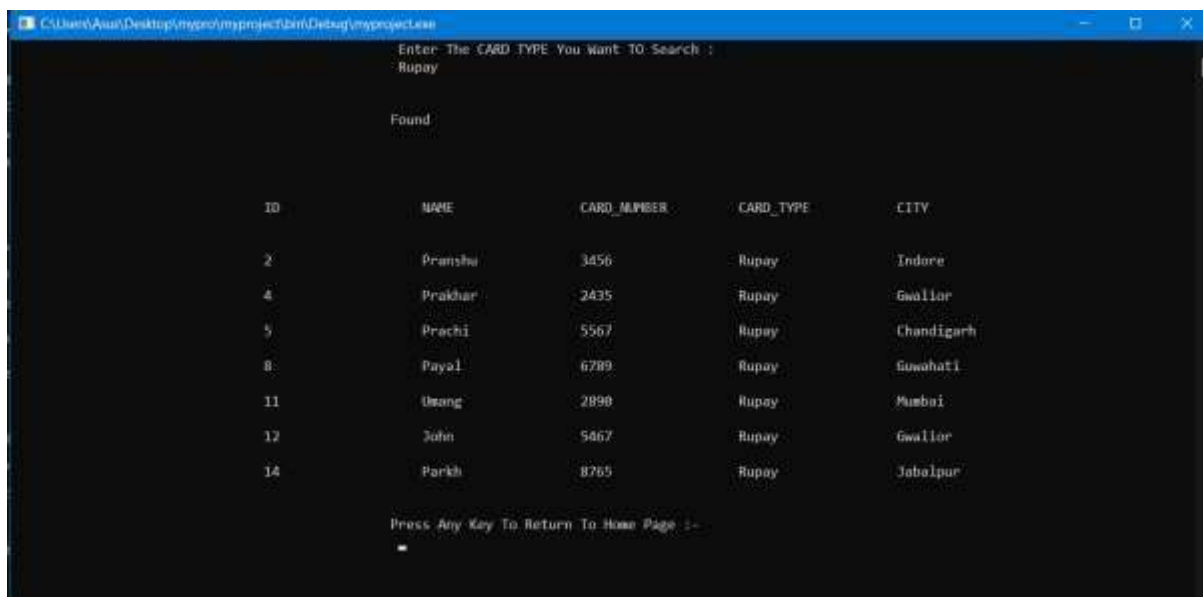 C:\Users\Asus\Desktop\mypro\myproject\bin\Debug\myproject.exe
Enter The CARD TYPE You Want TO Search :
Rupay
Found
ID NAME CARD_NUMBER CARD_TYPE CITY
2 Pranshu 3456 Rupay Indore
4 Prakhar 2435 Rupay Gwalior
5 Prachi 5567 Rupay Chandigarh
8 Payal 6789 Rupay Guwahati
11 Umang 2890 Rupay Mumbai
12 John 5467 Rupay Gwalior
14 Parkh 8765 Rupay Jabalpur
Press Any Key To Return To Home Page :-